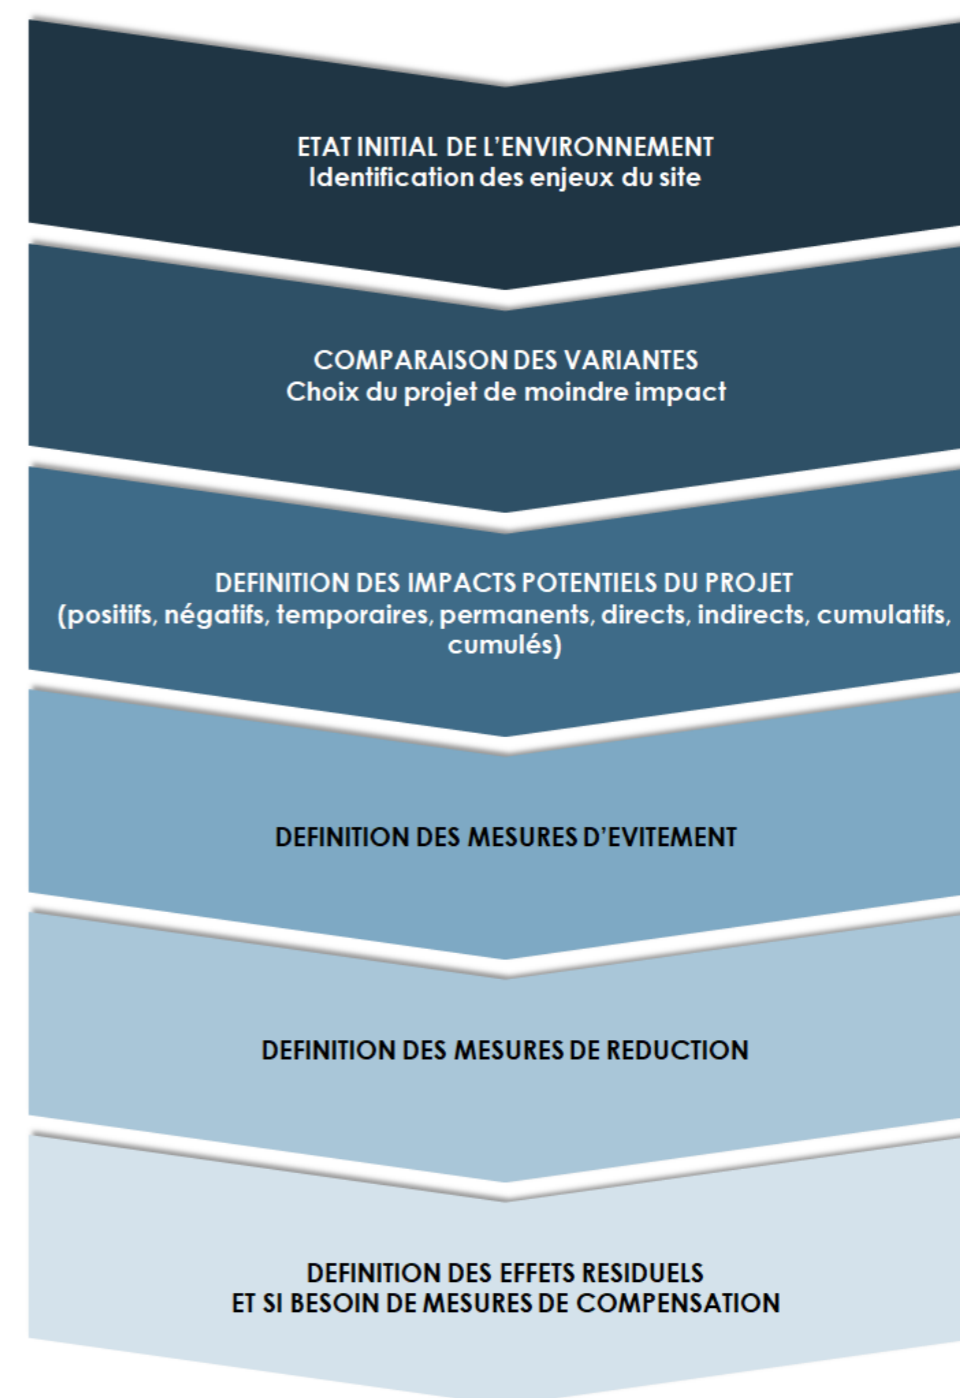 ETAT INITIAL DE L’ENVIRONNEMENT
Identification des enjeux du site
COMPARAISON DES VARIANTES
Choix du projet de moindre impact
DEFINITION DES IMPACTS POTENTIELS DU PROJET
(positifs, négatifs, temporaires, permanents, directs, indirects, cumulatifs,
cumulés)
DEFINITION DES MESURES D’EVITEMENT
DEFINITION DES MESURES DE REDUCTION
DEFINITION DES EFFETS RESIDUELS
ET SI BESOIN DE MESURES DE COMPENSATION